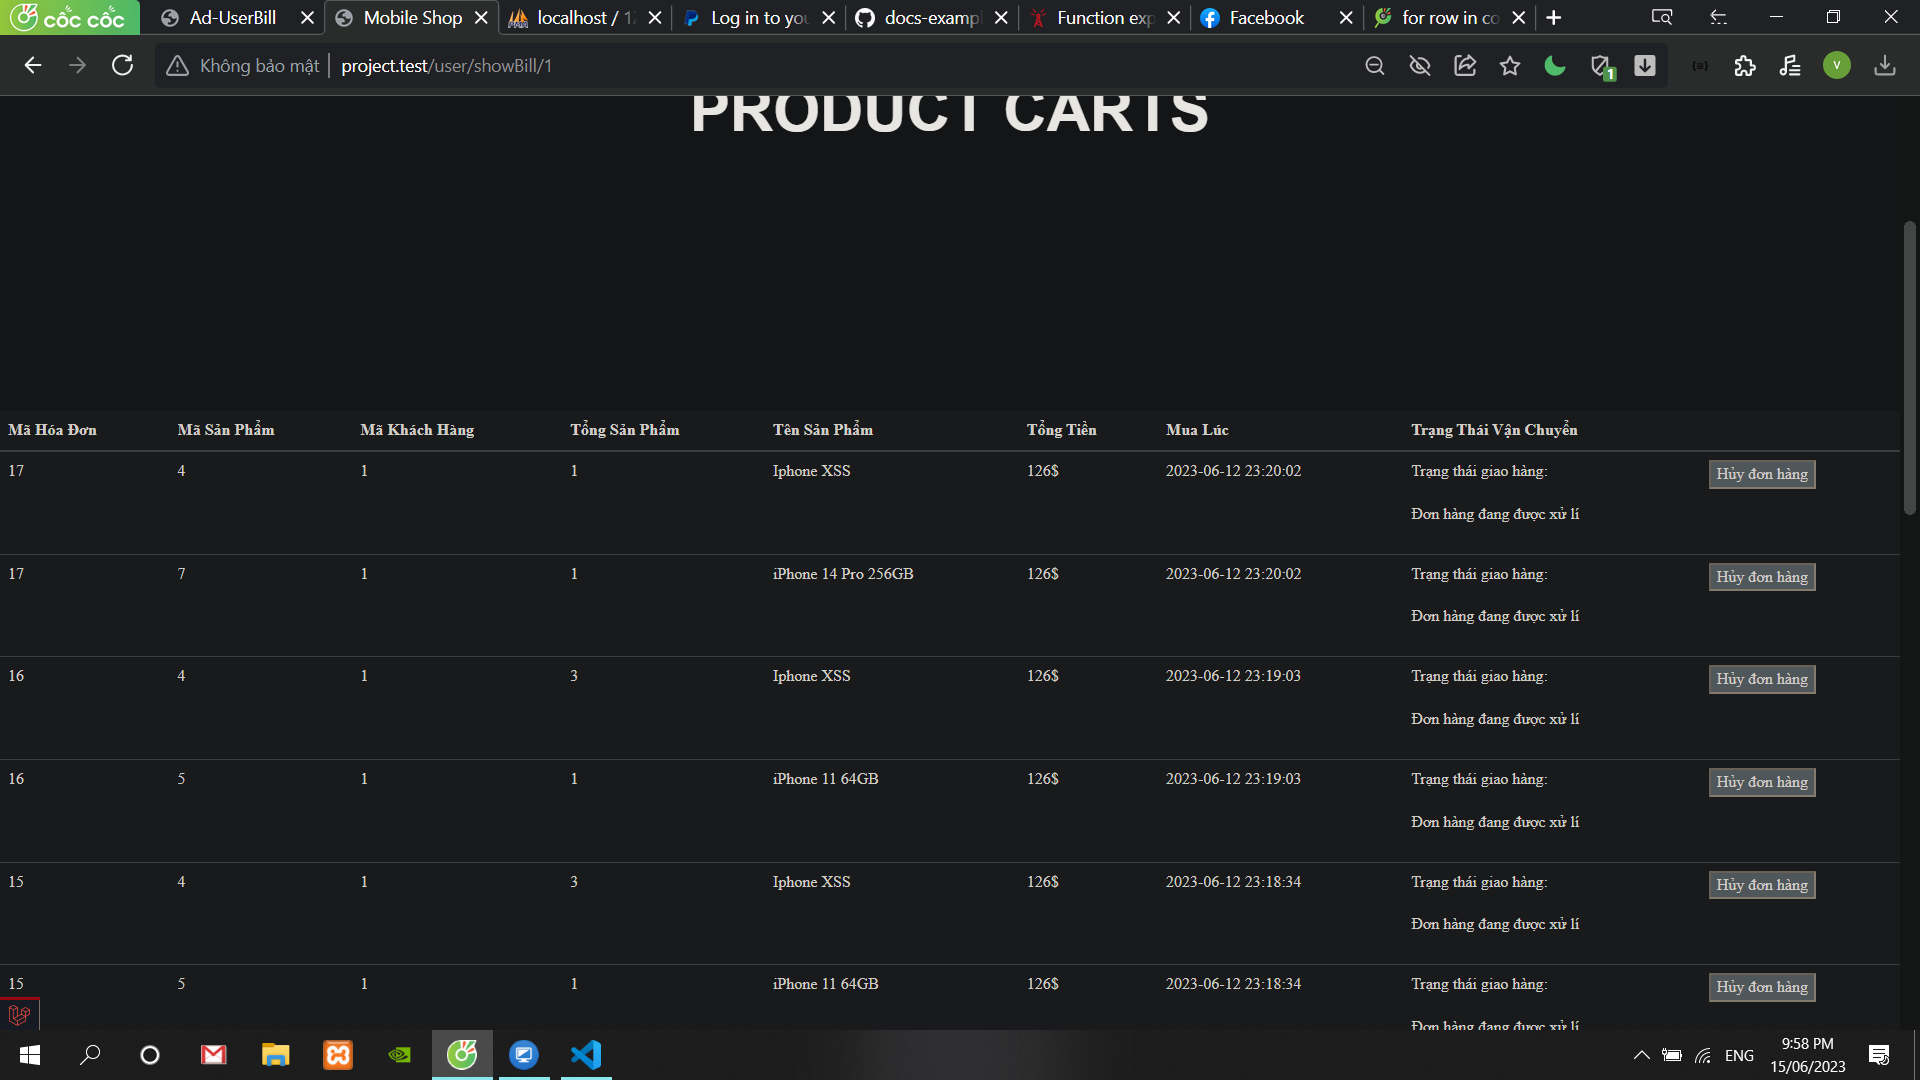 cốc cốc
Ad-UserBill
Mobile Shop
localhost / 12
Log in to you
docs-exampl
Function exp
Facebook
for row in co
Không bảo mật
project.test/user/showBill/1
1
V
PRODUCT CARTS
Mã Hóa Đơn Mã Sản Phẩm Mã Khách Hàng Tổng Sản Phẩm Tên Sản Phẩm Tổng Tiền Mua Lúc Trạng Thái Vận Chuyển
17 4 1 1 Iphone XSS 126$ 2023-06-12 23:20:02 Trạng thái giao hàng: Hủy đơn hàng
Đơn hàng đang được xử lí
17 7 1 1 iPhone 14 Pro 256GB 126$ 2023-06-12 23:20:02 Trạng thái giao hàng: Hủy đơn hàng
Đơn hàng đang được xử lí
16 4 1 3 Iphone XSS 126$ 2023-06-12 23:19:03 Trạng thái giao hàng: Hủy đơn hàng
Đơn hàng đang được xử lí
16 5 1 1 iPhone 11 64GB 126$ 2023-06-12 23:19:03 Trạng thái giao hàng: Hủy đơn hàng
Đơn hàng đang được xử lí
15 4 1 3 Iphone XSS 126$ 2023-06-12 23:18:34 Trạng thái giao hàng: Hủy đơn hàng
Đơn hàng đang được xử lí
15 5 1 1 iPhone 11 64GB 126$ 2023-06-12 23:18:34 Trạng thái giao hàng: Hủy đơn hàng
Đơn hàng đang được xử lí
ENG
9:58 PM
15/06/2023